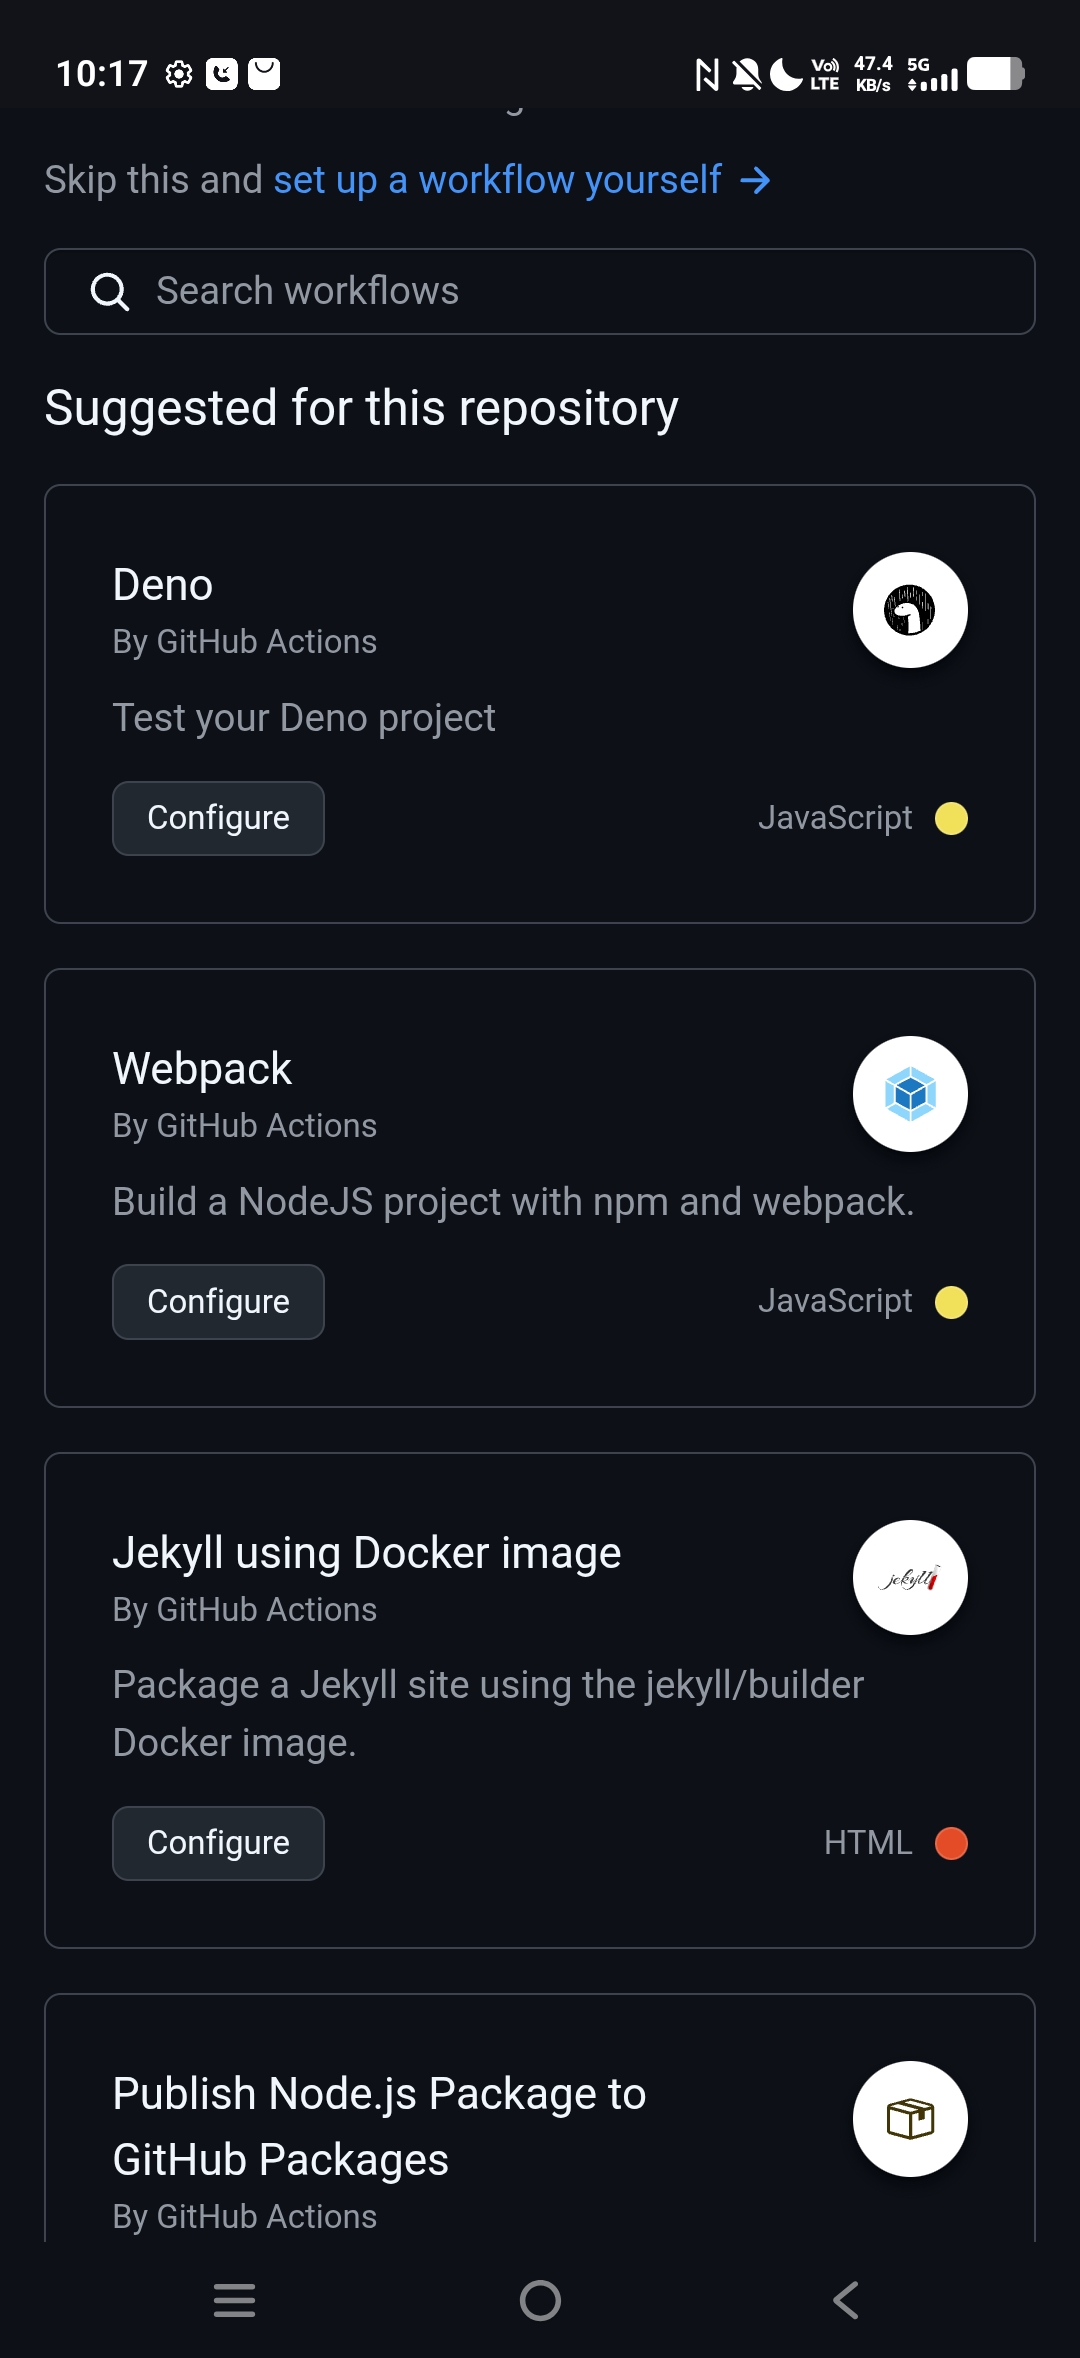 10:17
Vo))
LTE
47.4
KB/s
5G
Skip this and set up a workflow yourself →
Search workflows
Suggested for this repository
Deno
By GitHub Actions
Test your Deno project
Configure
JavaScript
Webpack
By GitHub Actions
Build a NodeJS project with npm and webpack.
Configure
JavaScript
Jekyll using Docker image
By GitHub Actions
jekyll
Package a Jekyll site using the jekyll/builder
Docker image.
Configure
HTML
Publish Node.js Package to
GitHub Packages
By GitHub Actions